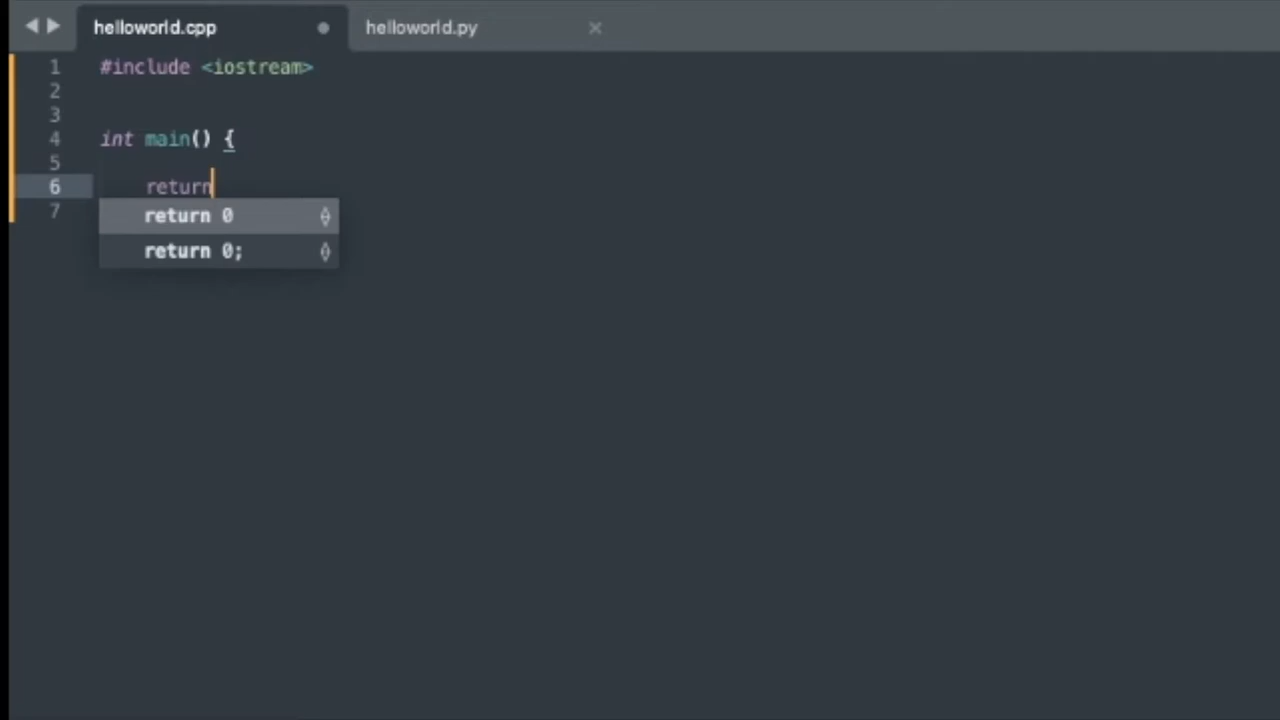 helloworld.cpp helloworld.py
1 #include <iostream>
2
3
4 int main() {
5
6 return
7
return 0
return 0;